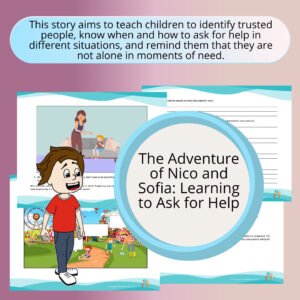 This story aims to teach children to identify trusted
people, know when and how to ask for help in
different situations, and remind them that they are
not alone in moments of need.
The Adventure
of Nico and
Sofia: Learning
to Ask for Help